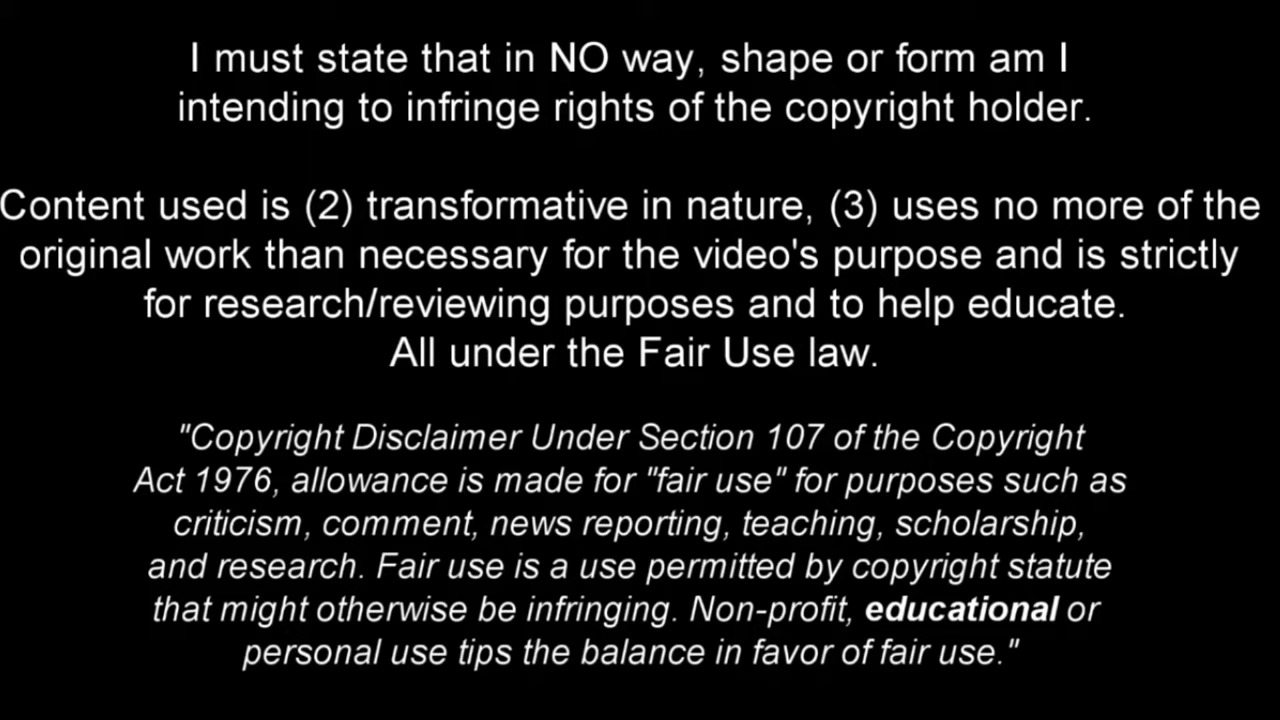 I must state that in NO way, shape or form am I
intending to infringe rights of the copyright holder.
Content used is (2) transformative in nature, (3) uses no more of the
original work than necessary for the video's purpose and is strictly
for research/reviewing purposes and to help educate.
All under the Fair Use law.
"Copyright Disclaimer Under Section 107 of the Copyright
Act 1976, allowance is made for "fair use" for purposes such as
criticism, comment, news reporting, teaching, scholarship,
and research. Fair use is a use permitted by copyright statute
that might otherwise be infringing. Non-profit, educational or
personal use tips the balance in favor of fair use."